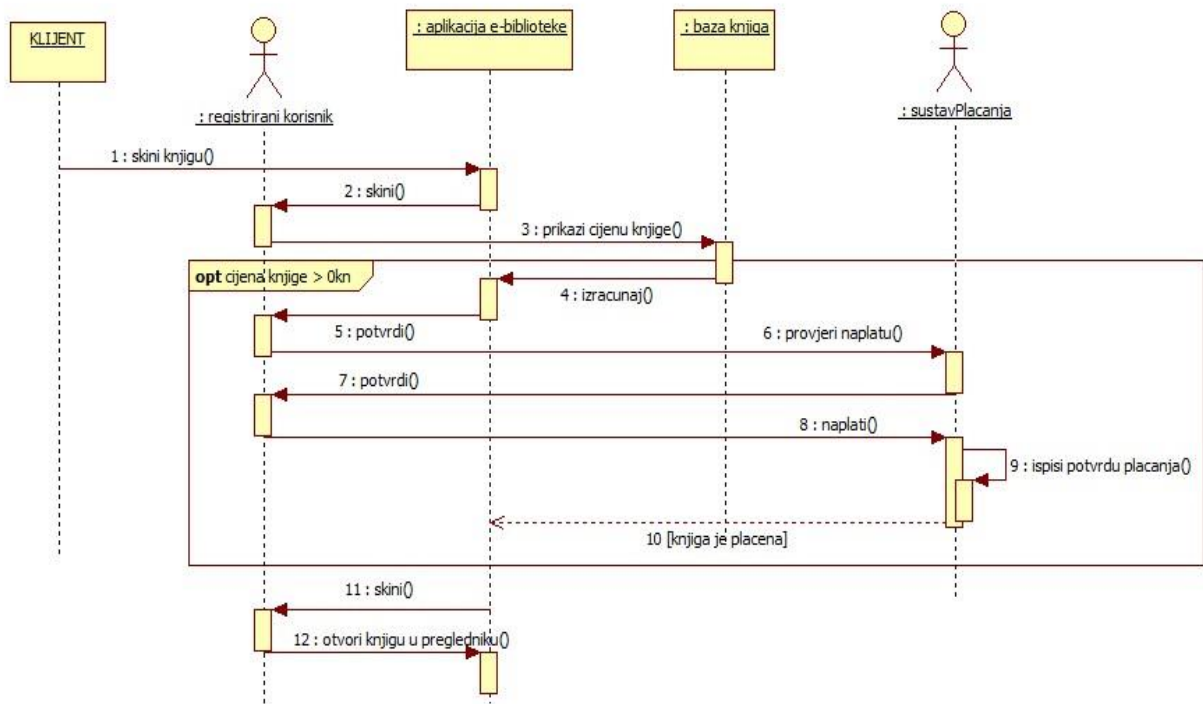 KLIJENT
: registrirani korisnik
: aplikacija e-biblioteke
: baza knjiga
: sustavPlacanja
1 : skini knjigu()
2 : skini()
3 : prikazi cijenu knjige()
opt cijena knjige > 0kn
4 : izracunaj()
5 : potvrdi()
6 : provjeri naplatu()
7 : potvrdi()
8 : naplati()
9 : ispisi potvrdu placanja()
10 [knjiga je placena]
11 : skini()
12 : otvori knjigu u pregledniku()